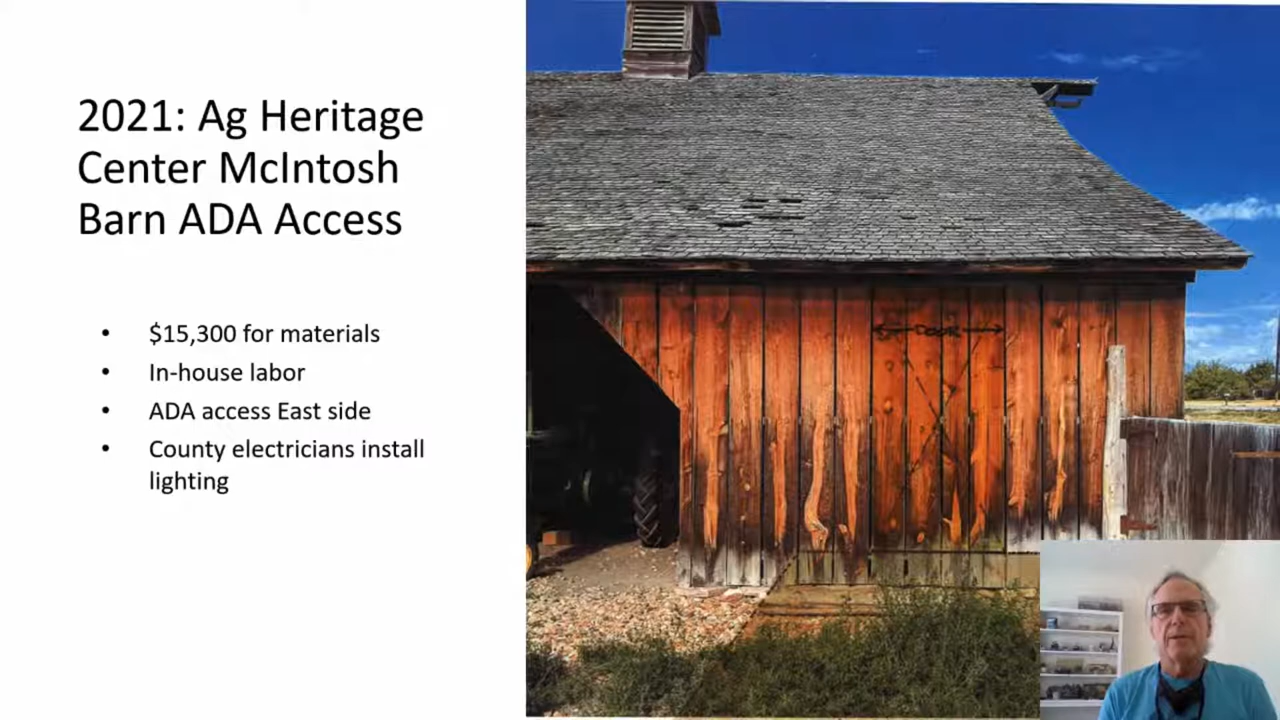 2021: Ag Heritage
Center McIntosh
Barn ADA Access
• $15,300 for materials
• In-house labor
• ADA access East side
• County electricians install
lighting
DOOR